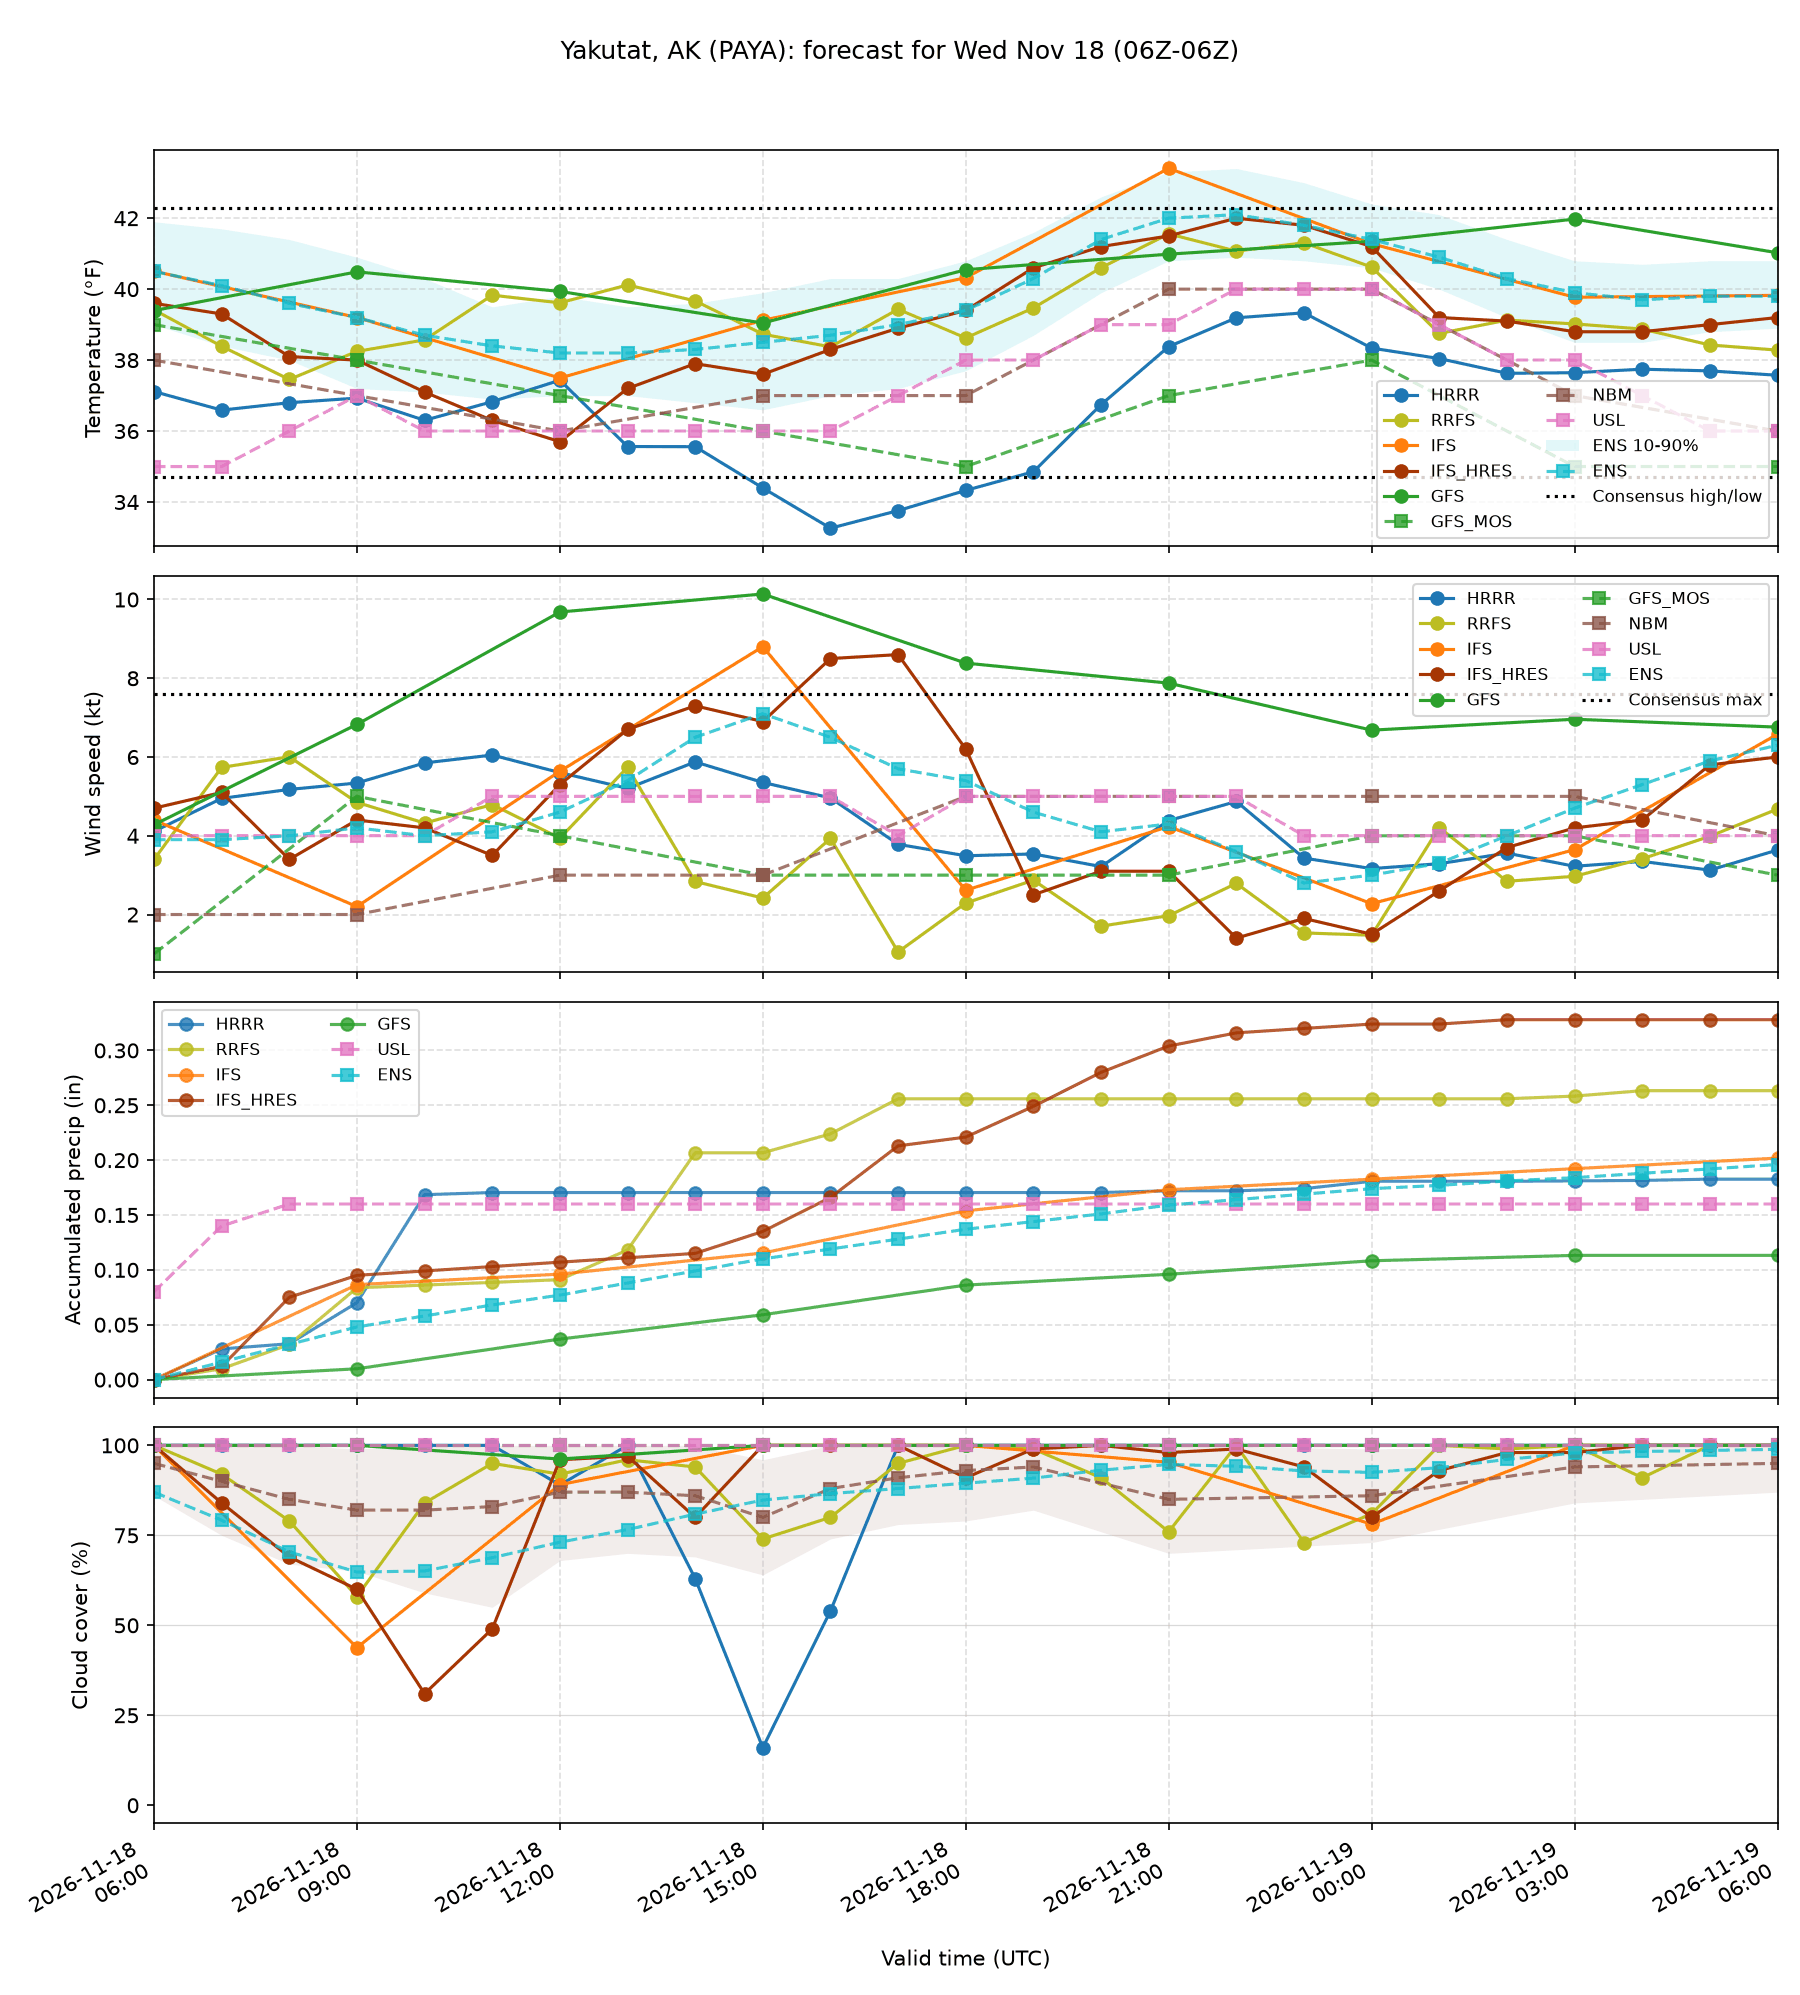 Yakutat, AK (PAYA): forecast for Wed Nov 18 (06Z-06Z)
Temperature (°F)
42
40
38
36
34
HRRR
RRFS
IFS
IFS_HRES
GFS
GFS_MOS
NBM
USL
ENS 10-90%
ENS
Consensus high/low
Wind speed (kt)
10
8
6
4
2
HRRR
RRFS
IFS
IFS_HRES
GFS
GFS_MOS
NBM
USL
ENS
Consensus max
Accumulated precip (in)
0.30
0.25
0.20
0.15
0.10
0.05
0.00
HRRR
RRFS
IFS
IFS_HRES
GFS
USL
ENS
Cloud cover (%)
100
75
50
25
0
2026-11-18
06:00
2026-11-18
09:00
2026-11-18
12:00
2026-11-18
15:00
2026-11-18
18:00
2026-11-18
21:00
2026-11-19
00:00
2026-11-19
03:00
2026-11-19
06:00
Valid time (UTC)